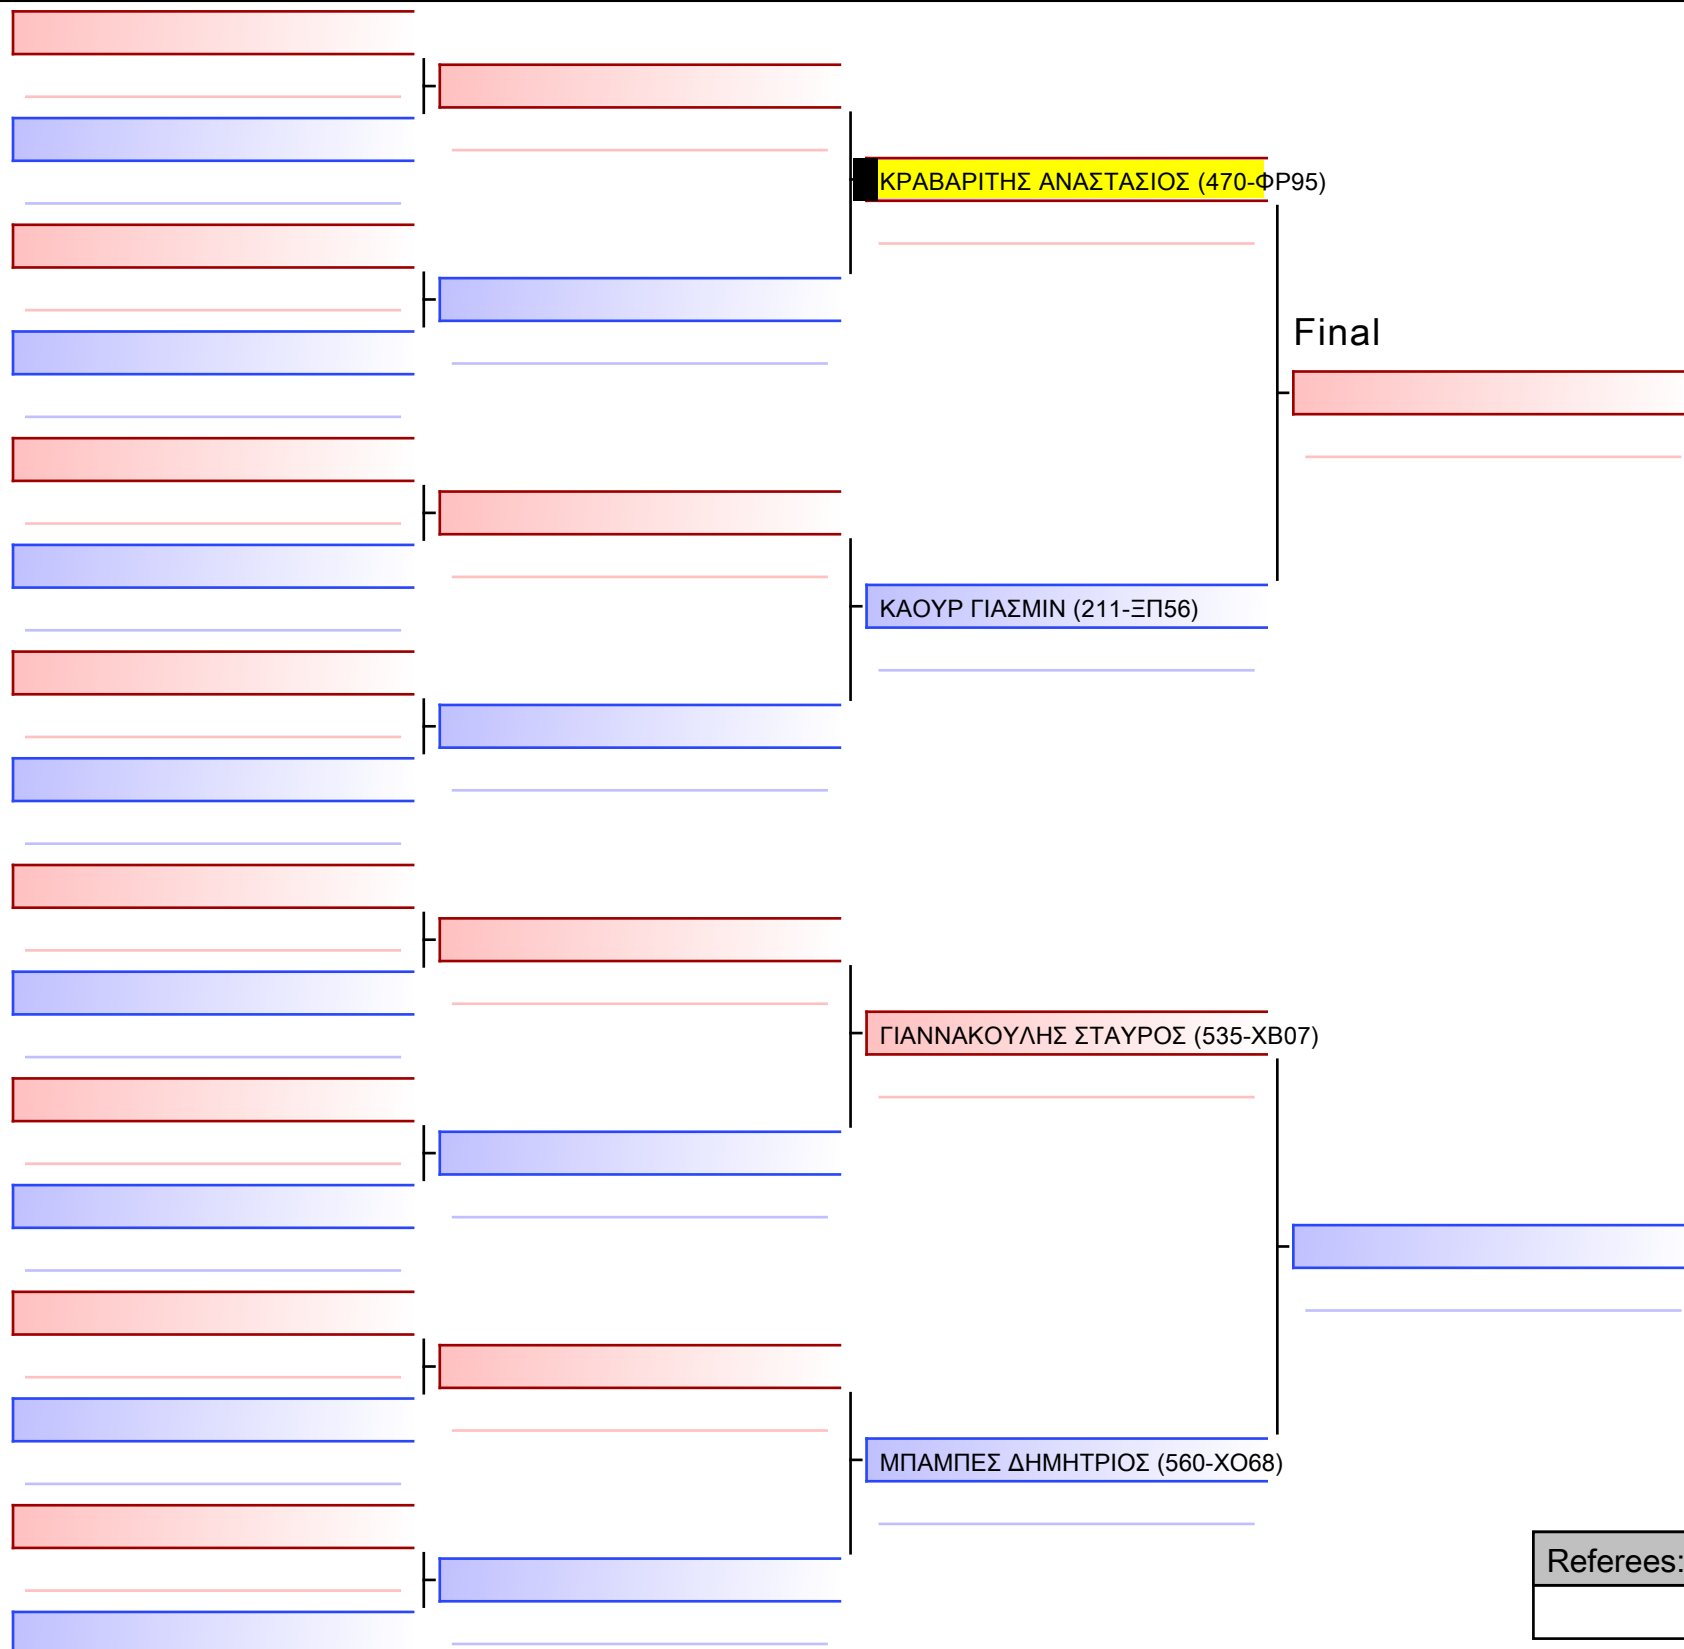 ΚΡΑΒΑΡΙΤΗΣ ΑΝΑΣΤΑΣΙΟΣ (470-ΦΡ95)
Final
ΚΑΟΥΡ ΓΙΑΣΜΙΝ (211-ΞΠ56)
ΓΙΑΝΝΑΚΟΥΛΗΣ ΣΤΑΥΡΟΣ (535-ΧΒ07)
ΜΠΑΜΠΕΣ ΔΗΜΗΤΡΙΟΣ (560-ΧΟ68)
Referees: